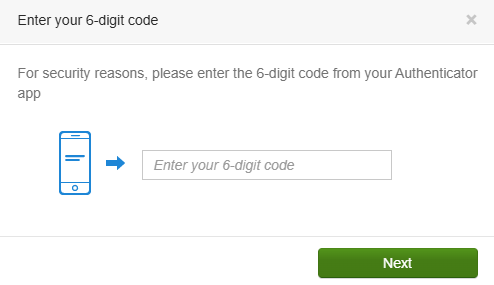 Enter your 6-digit code ×
For security reasons, please enter the 6-digit code from your Authenticator
app
Enter your 6-digit code
Next